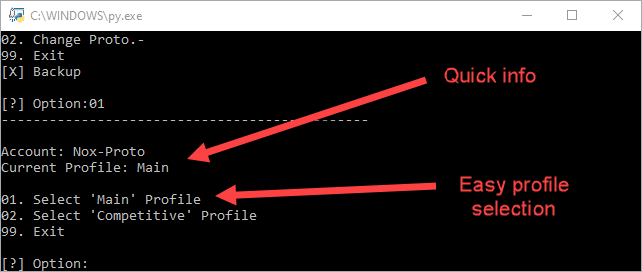 C:\WINDOWS\py.exe
02. Change Proto.-
99. Exit
[X] Backup
[?] Option:01
----------------------------------------------
Account: Nox-Proto
Current Profile: Main
01. Select 'Main' Profile
02. Select 'Competitive' Profile
99. Exit
[?] Option:
Quick info
Easy profile
selection